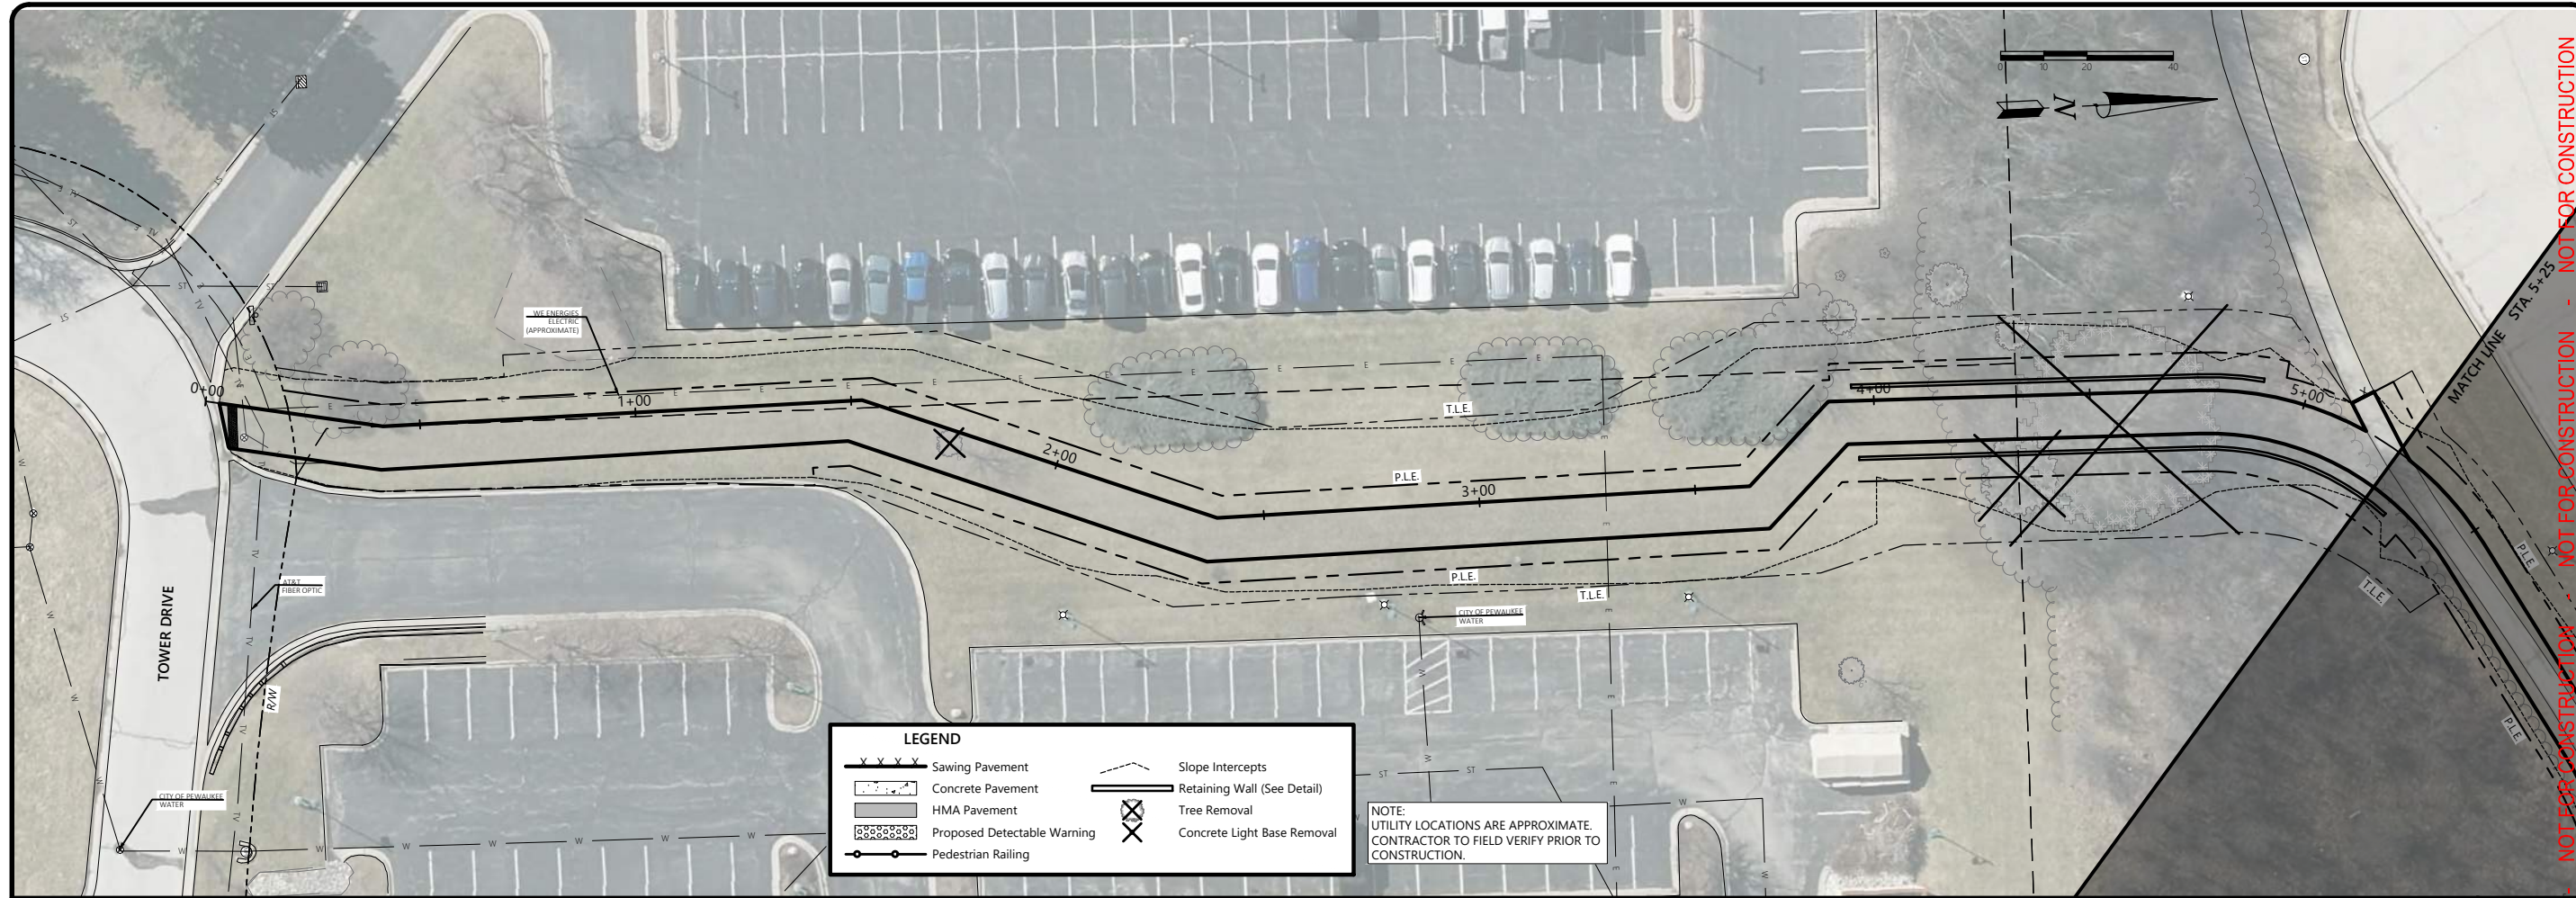 0 10 20 40
N
NOT FOR CONSTRUCTION - NOT FOR CONSTRUCTION - NOT FOR CONSTRUCTION - NOT FOR CONSTRUCTION
MATCH LINE STA. 5+25
WE ENERGIES
ELECTRIC
(APPROXIMATE)
0+00
1+00
2+00
3+00
4+00
5+00
T.L.E.
P.L.E.
P.L.E.
T.L.E.
P.L.E.
T.L.E.
P.L.E.
AT&T
FIBER OPTIC
TOWER DRIVE
R/W
CITY OF PEWAUKEE
WATER
CITY OF PEWAUKEE
WATER
LEGEND
Sawing Pavement
Concrete Pavement
HMA Pavement
Proposed Detectable Warning
Pedestrian Railing
Slope Intercepts
Retaining Wall (See Detail)
Tree Removal
Concrete Light Base Removal
NOTE:
UTILITY LOCATIONS ARE APPROXIMATE.
CONTRACTOR TO FIELD VERIFY PRIOR TO
CONSTRUCTION.